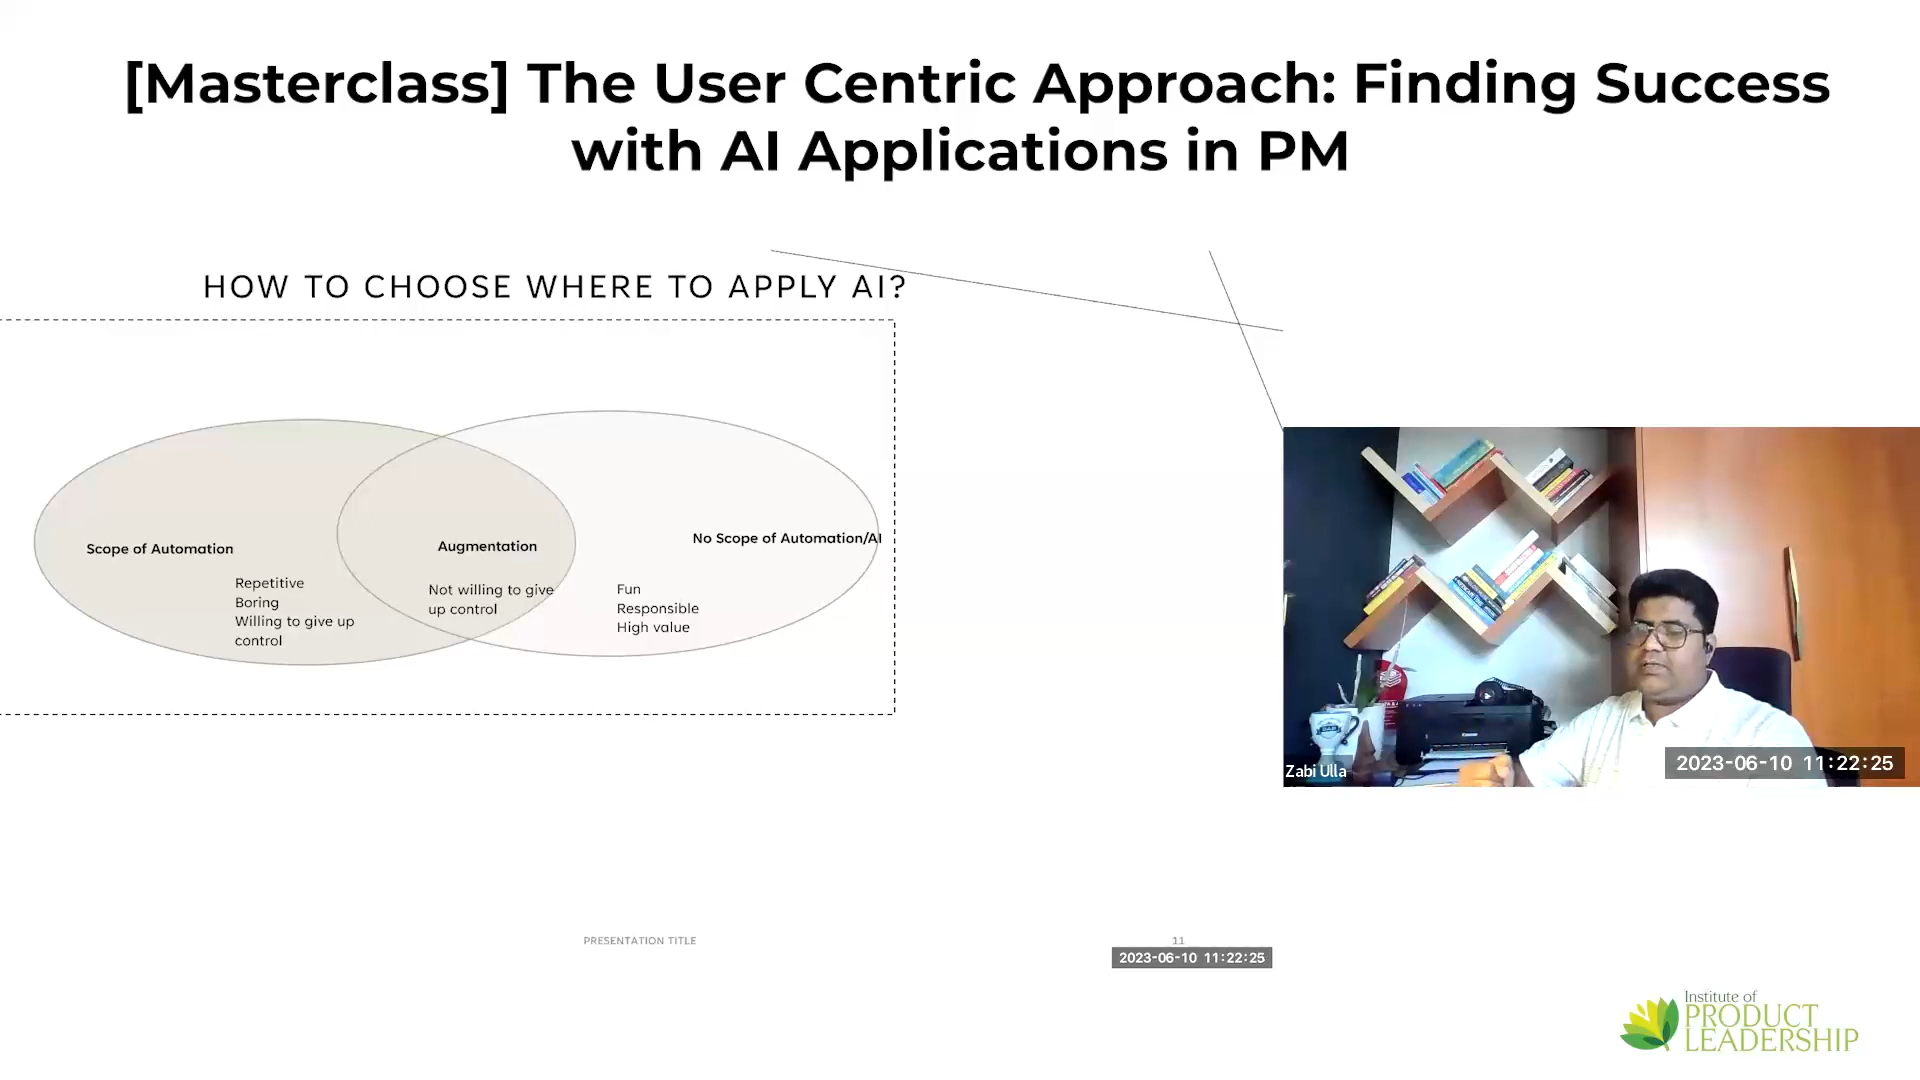 [Masterclass] The User Centric Approach: Finding Success
with AI Applications in PM
HOW TO CHOOSE WHERE TO APPLY AI?
Scope of Automation
Repetitive
Boring
Willing to give up
control
Augmentation
Not willing to give
up control
No Scope of Automation/AI
Fun
Responsible
High value
Zabi Ulla
2023-06-10 11:22:25
PRESENTATION TITLE
11
2023-06-10 11:22:25
Institute of
PRODUCT
LEADERSHIP